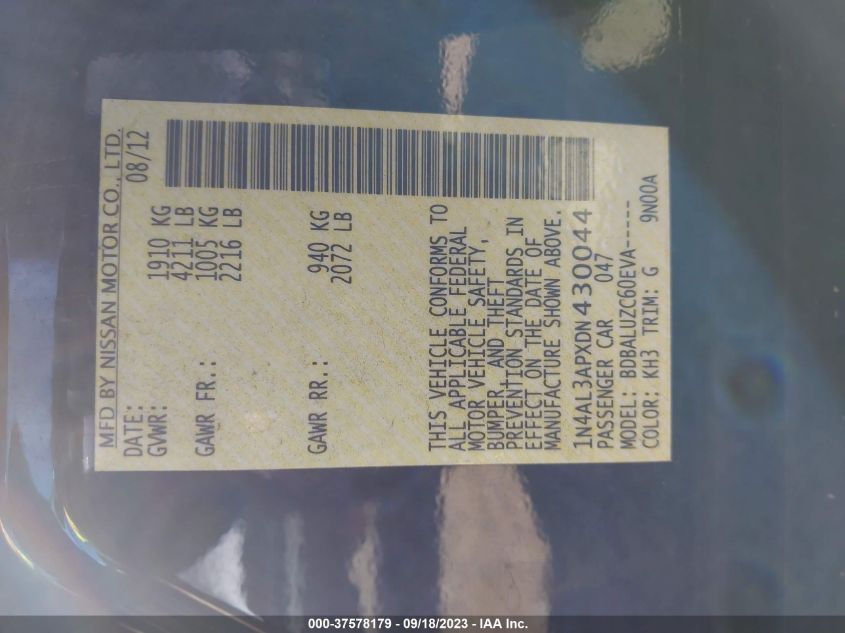 MFD BY NISSAN MOTOR CO., LTD.
DATE: 08/12
GVWR: 1910 KG
4211 LB
GAWR FR.: 1005 KG
2216 LB
GAWR RR.: 940 KG
2072 LB
THIS VEHICLE CONFORMS TO
ALL APPLICABLE FEDERAL
MOTOR VEHICLE SAFETY,
BUMPER, AND THEFT
PREVENTION STANDARDS IN
EFFECT ON THE DATE OF
MANUFACTURE SHOWN ABOVE.
1N4AL3APXDN430044
PASSENGER CAR 047
MODEL: BDBALUZC60EVA-----
COLOR: KH3 TRIM: G 9N00A
000-37578179 - 09/18/2023 - IAA Inc.